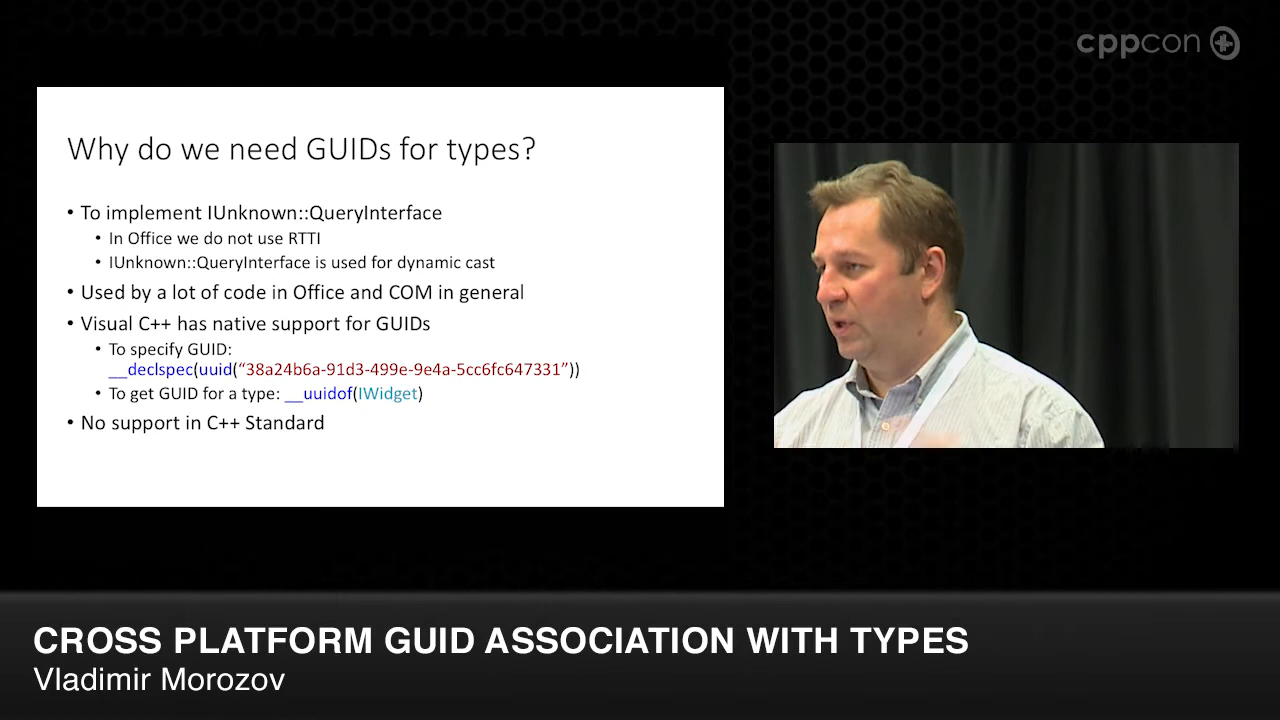 cppcon
Why do we need GUIDs for types?
• To implement IUnknown::QueryInterface
• In Office we do not use RTTI
• IUnknown::QueryInterface is used for dynamic cast
• Used by a lot of code in Office and COM in general
• Visual C++ has native support for GUIDs
• To specify GUID:
__declspec(uuid(“38a24b6a-91d3-499e-9e4a-5cc6fc647331”))
• To get GUID for a type: __uuidof(IWidget)
• No support in C++ Standard
CROSS PLATFORM GUID ASSOCIATION WITH TYPES
Vladimir Morozov